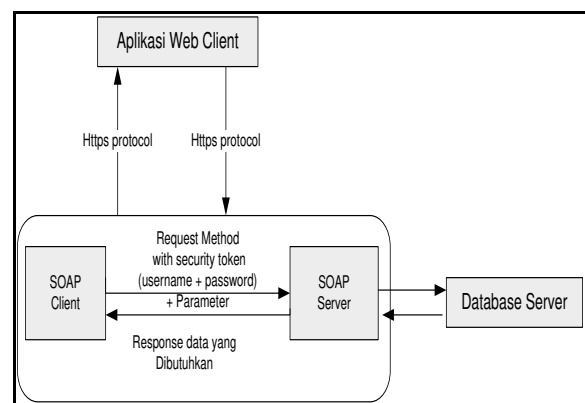 Aplikasi Web Client
Https protocol
Https protocol
Request Method
with security token
(username + password)
+ Parameter
SOAP
Client
SOAP
Server
Database Server
Response data yang
Dibutuhkan